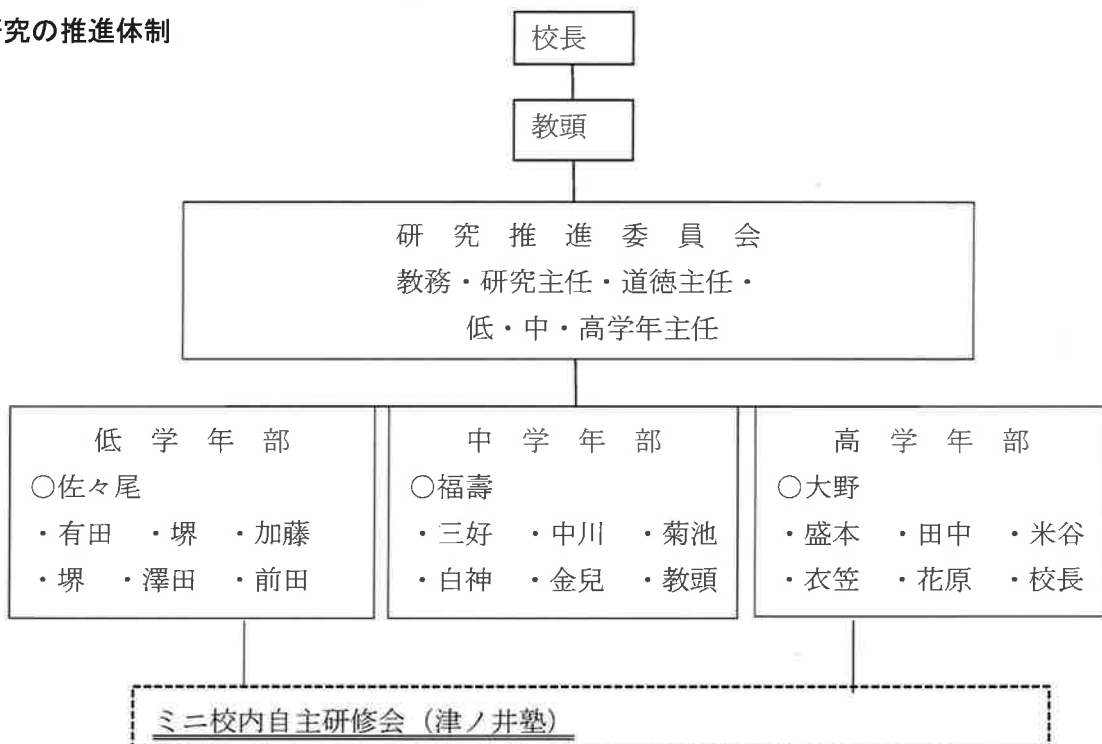 究の推進体制
校長
教頭
研究推進委員会
教務・研究主任・道徳主任・
低・中・高学年主任
低学年部
○佐々尾
・有田 ・堺 ・加藤
・堺 ・澤田 ・前田
中学年部
○福壽
・三好 ・中川 ・菊池
・白神 ・金兒 ・教頭
高学年部
○大野
・盛本 ・田中 ・米谷
・衣笠 ・花原 ・校長
ミニ校内自主研修会（津ノ井塾）